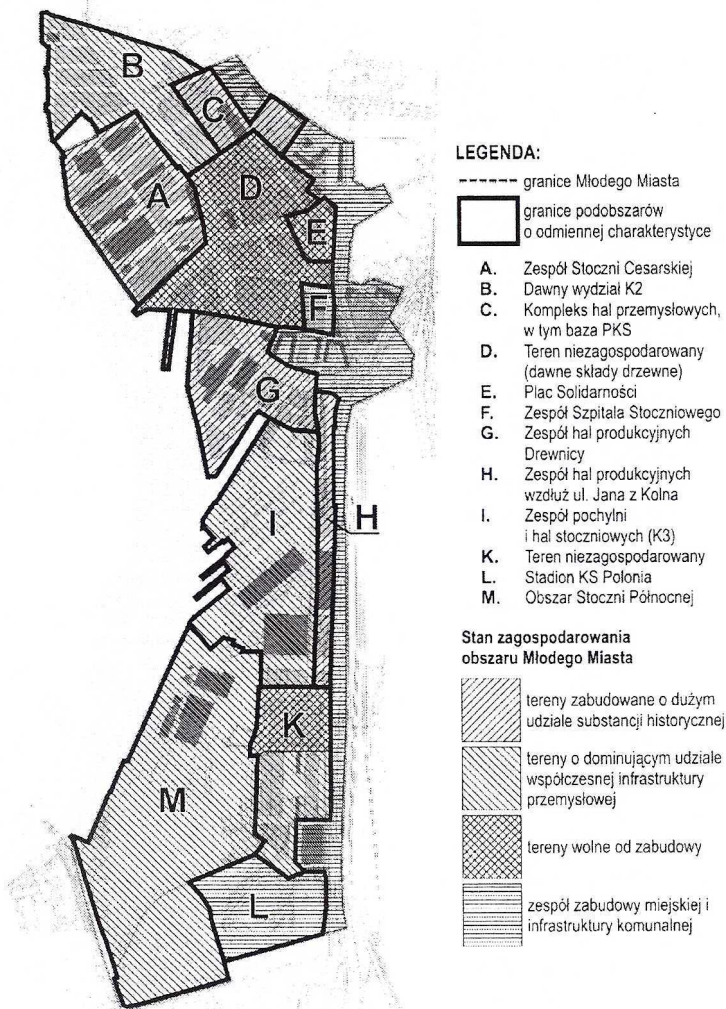 B
C
D
A
E
F
G
I
H
K
M
L
LEGENDA:
granice Młodego Miasta
granice podobszarów
o odmiennej charakterystyce
A. Zespół Stoczni Cesarskiej
B. Dawny wydział K2
C. Kompleks hal przemysłowych,
w tym baza PKS
D. Teren niezagospodarowany
(dawne składy drzewne)
E. Plac Solidarności
F. Zespół Szpitala Stoczniowego
G. Zespół hal produkcyjnych
Drewnicy
H. Zespół hal produkcyjnych
wzdłuż ul. Jana z Kolna
I. Zespół pochylni
i hal stoczniowych (K3)
K. Teren niezagospodarowany
L. Stadion KS Polonia
M. Obszar Stoczni Północnej
Stan zagospodarowania
obszaru Młodego Miasta
tereny zabudowane o dużym
udziale substancji historycznej
tereny o dominującym udziale
współczesnej infrastruktury
przemysłowej
tereny wolne od zabudowy
zespół zabudowy miejskiej i
infrastruktury komunalnej